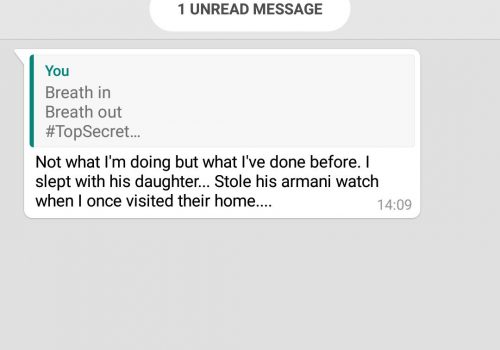 1 UNREAD MESSAGE
You
Breath in
Breath out
#TopSecret...
Not what I'm doing but what I've done before. I
slept with his daughter... Stole his armani watch
when I once visited their home....
14:09